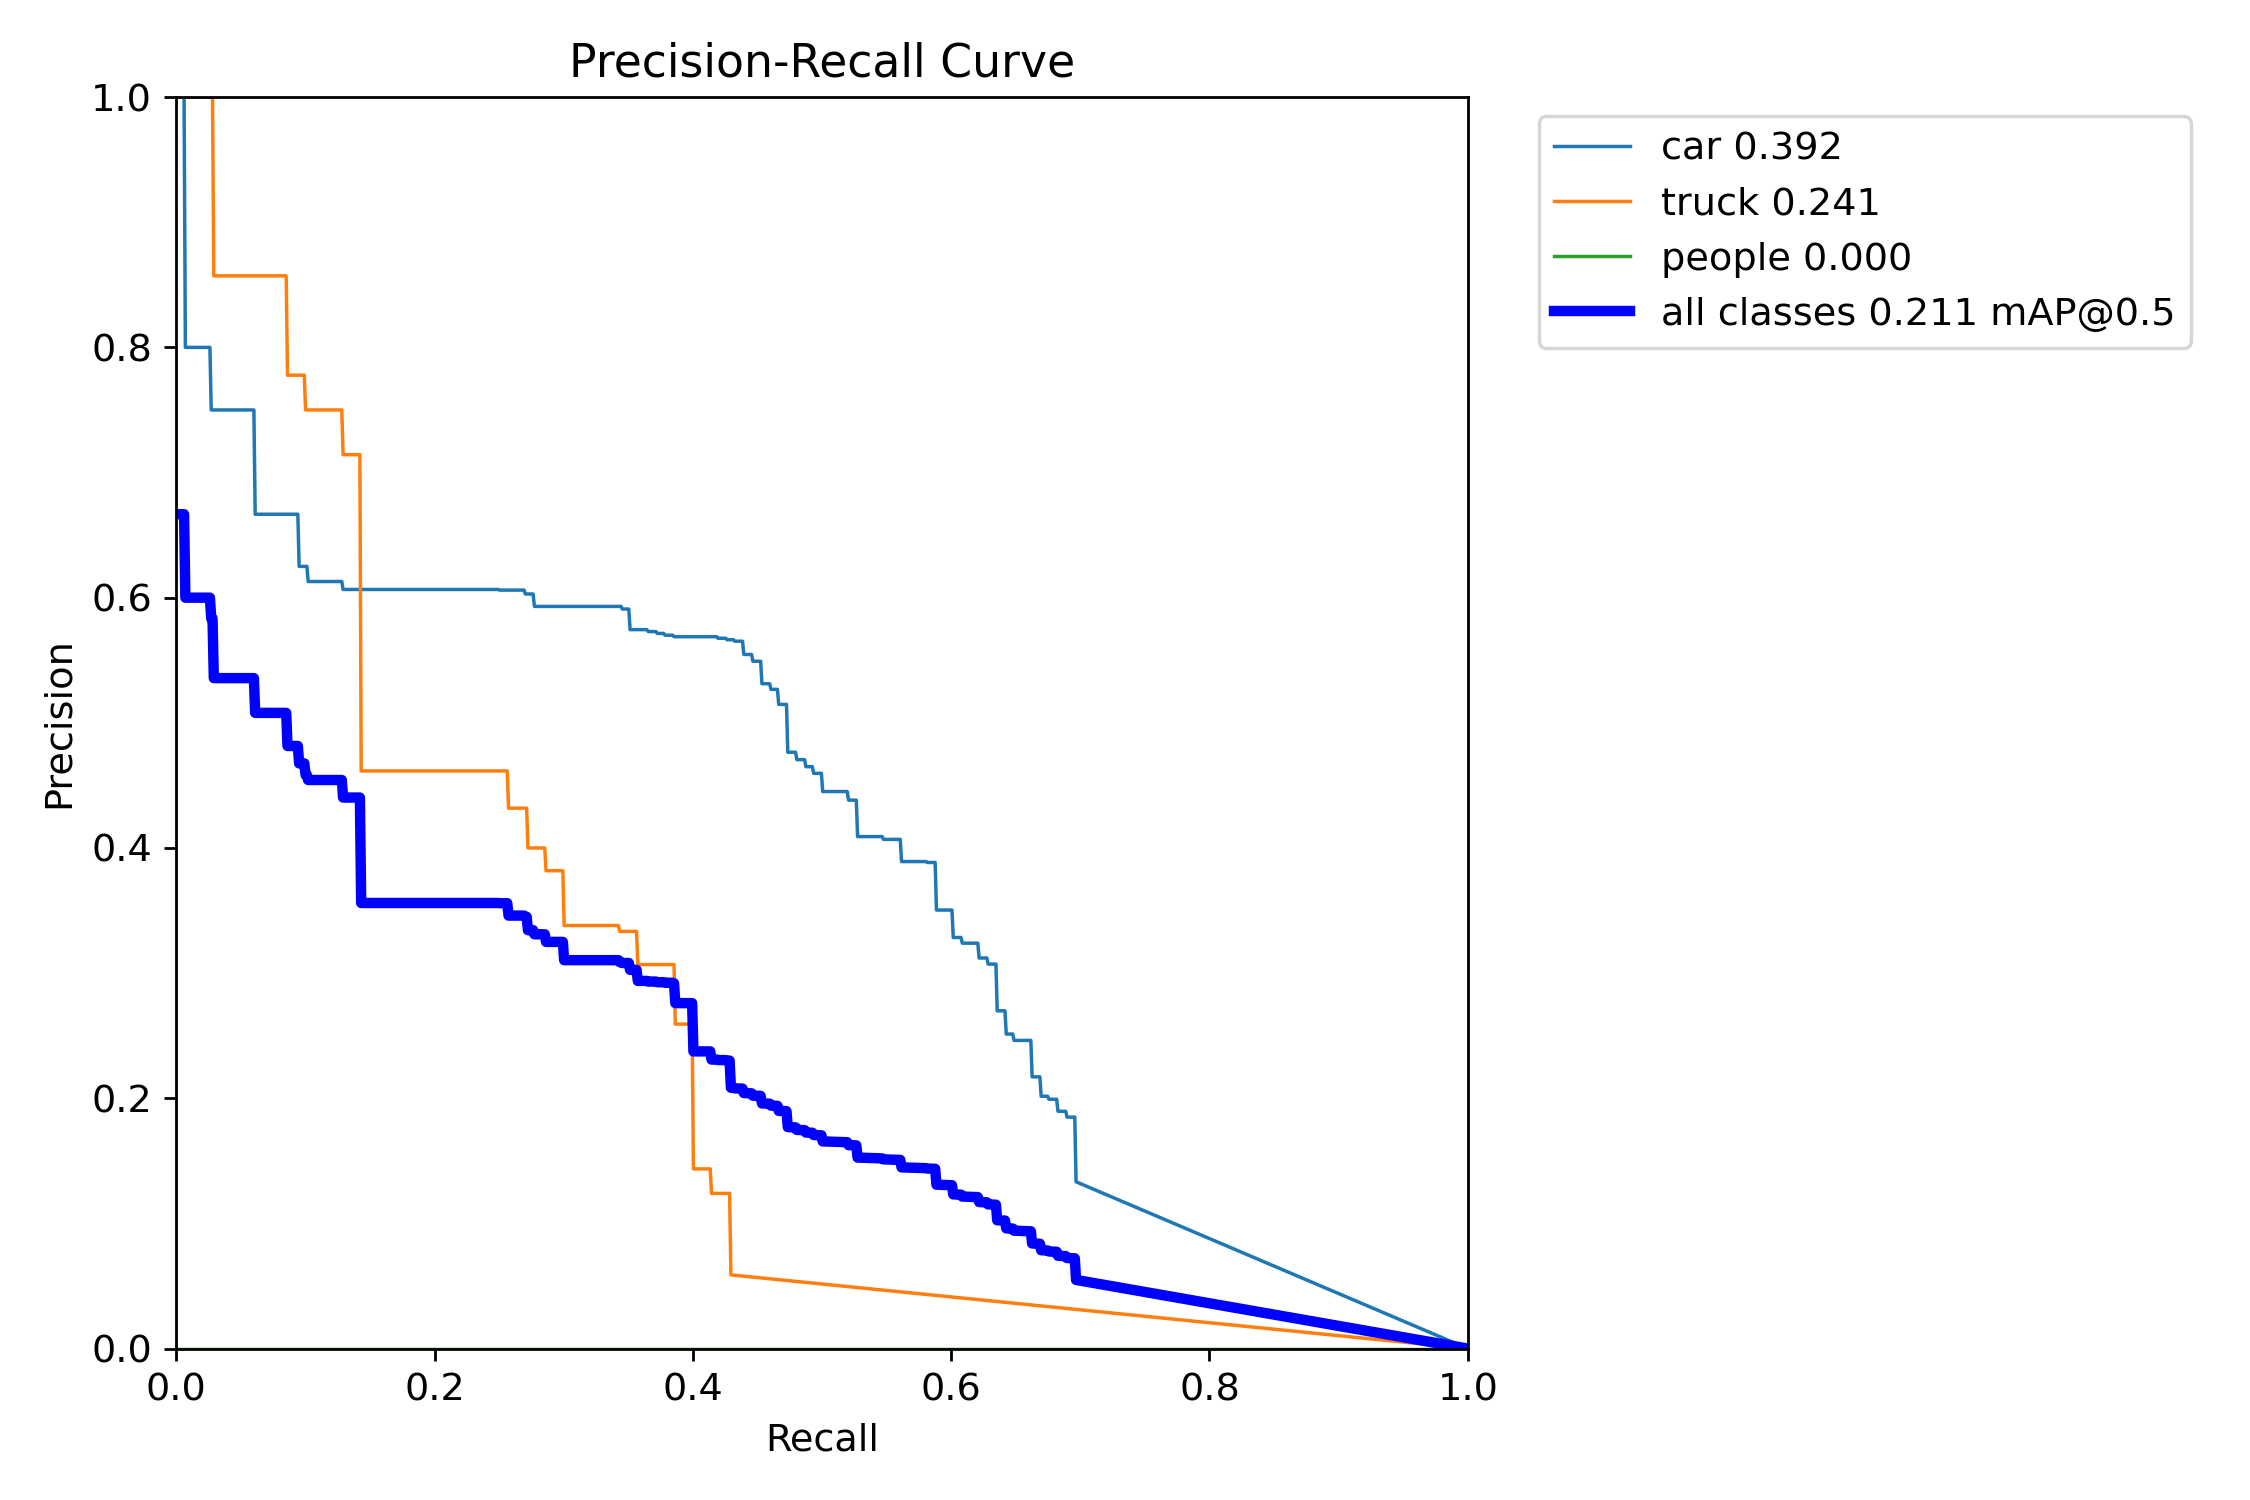 Precision-Recall Curve
1.0
0.8
0.6
0.4
0.2
0.0
Precision
0.0 0.2 0.4 0.6 0.8 1.0
Recall
car 0.392
truck 0.241
people 0.000
all classes 0.211 mAP@0.5